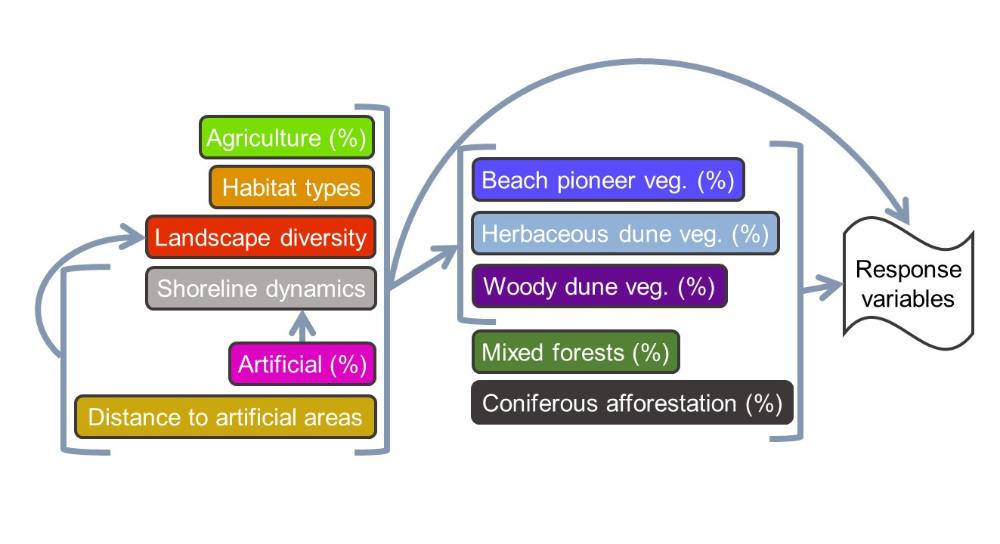 Agriculture (%)
Habitat types
Landscape diversity
Shoreline dynamics
Artificial (%)
Distance to artificial areas
Beach pioneer veg. (%)
Herbaceous dune veg. (%)
Woody dune veg. (%)
Mixed forests (%)
Coniferous afforestation (%)
Response
variables